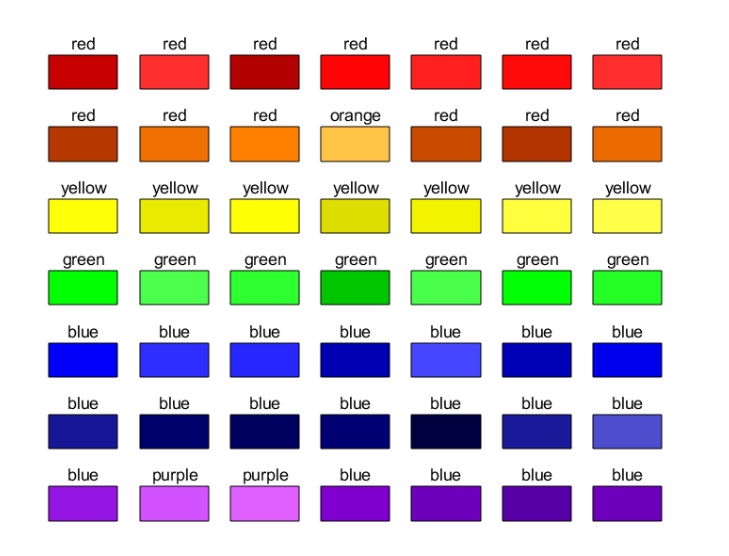 red red red red red red red
red red red orange red red red
yellow yellow yellow yellow yellow yellow yellow
green green green green green green green
blue blue blue blue blue blue blue
blue blue blue blue blue blue blue
blue purple purple blue blue blue blue